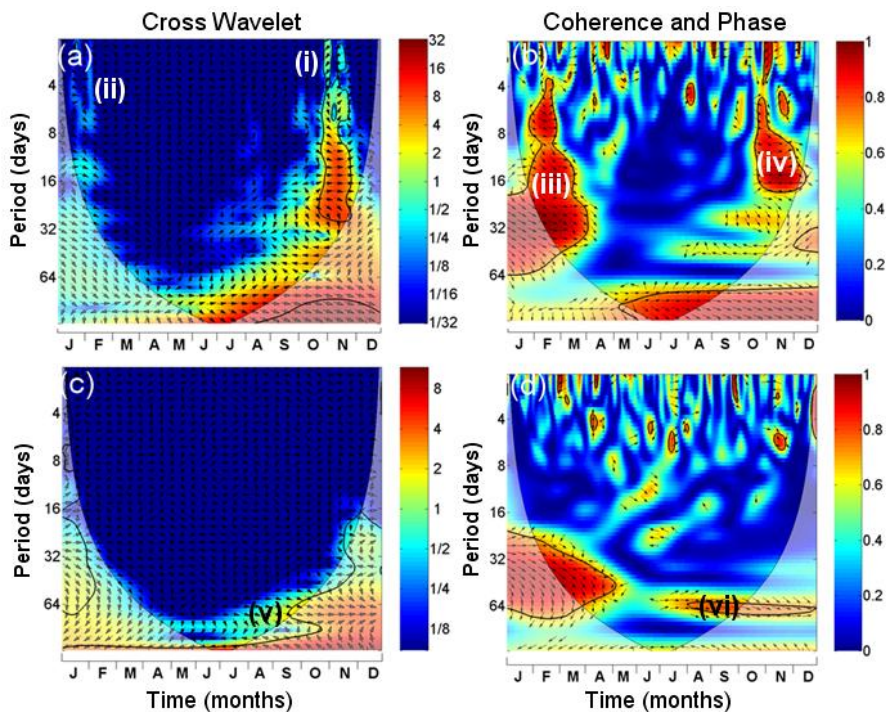 Cross Wavelet
Coherence and Phase
(a)
(i)
(ii)
Period (days)
4
8
16
32
64
32
16
8
4
2
1
1/2
1/4
1/8
1/16
1/32
J F M A M J J A S O N D
(b)
(iii)
(iv)
Period (days)
4
8
16
32
64
1
0.8
0.6
0.4
0.2
0
J F M A M J J A S O N D
(c)
(v)
Period (days)
4
8
16
32
64
8
4
2
1
1/2
1/4
1/8
J F M A M J J A S O N D
Time (months)
(d)
(vi)
Period (days)
4
8
16
32
64
1
0.8
0.6
0.4
0.2
0
J F M A M J J A S O N D
Time (months)